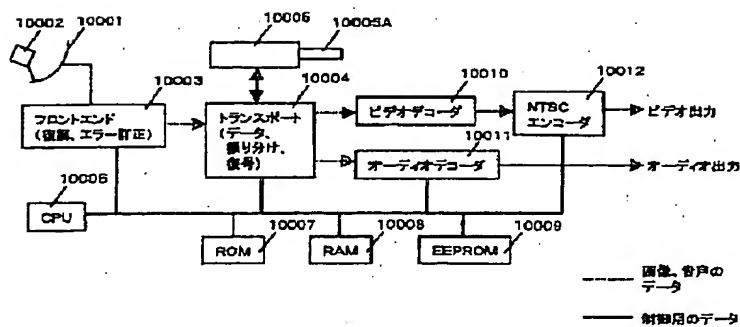 10002
10001
10005
10005A
10003
10004
10010
10012
フロントエンド
(復調、エラー訂正)
トランスポート
(データ、
振り分け、
復号)
ビデオデコーダ
NTSC
エンコーダ
ビデオ出力
10011
オーディオデコーダ
オーディオ出力
10006
CPU
10007
ROM
10008
RAM
10009
EEPROM
画像、音声の
データ
制御用のデータ